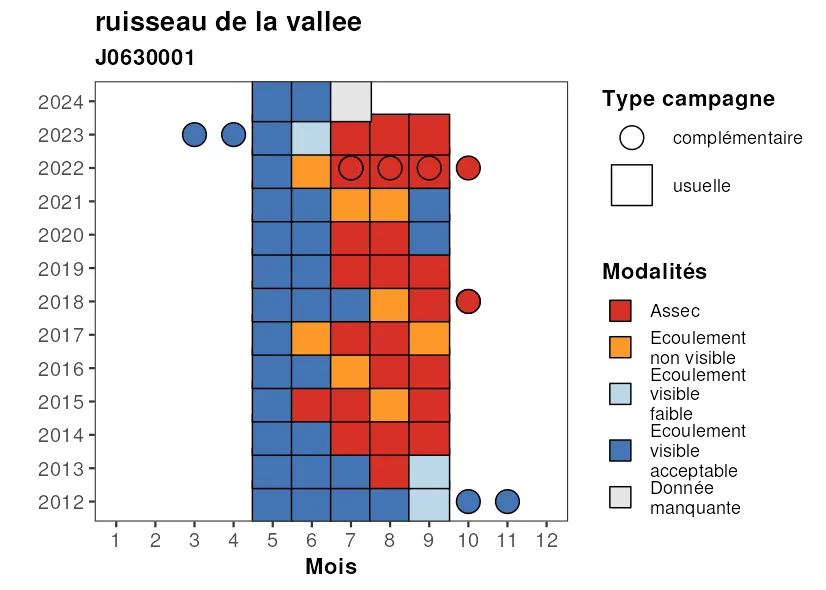 ruisseau de la vallee
J0630001
2024
2023
2022
2021
2020
2019
2018
2017
2016
2015
2014
2013
2012
1 2 3 4 5 6 7 8 9 10 11 12
Mois
Type campagne
complémentaire
usuelle
Modalités
Assec
Ecoulement
non visible
Ecoulement
visible
faible
Ecoulement
visible
acceptable
Donnée
manquante